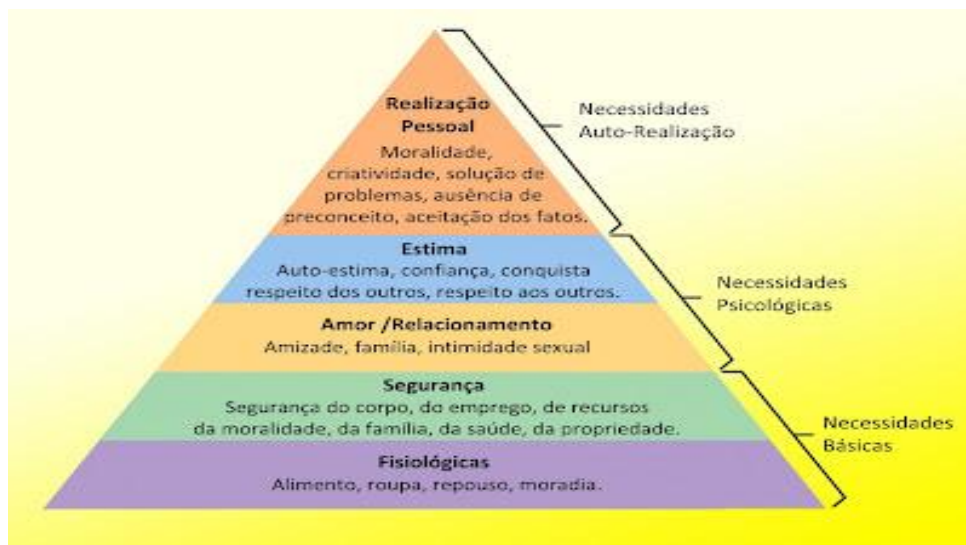 Realização
Pessoal
Moralidade,
criatividade, solução de
problemas, ausência de
preconceito, aceitação dos fatos.
Necessidades
Auto-Realização
Estima
Auto-estima, confiança, conquista
respeito dos outros, respeito aos outros.
Necessidades
Psicológicas
Amor /Relacionamento
Amizade, família, intimidade sexual
Segurança
Segurança do corpo, do emprego, de recursos
da moralidade, da família, da saúde, da propriedade.
Necessidades
Básicas
Fisiológicas
Alimento, roupa, repouso, moradia.